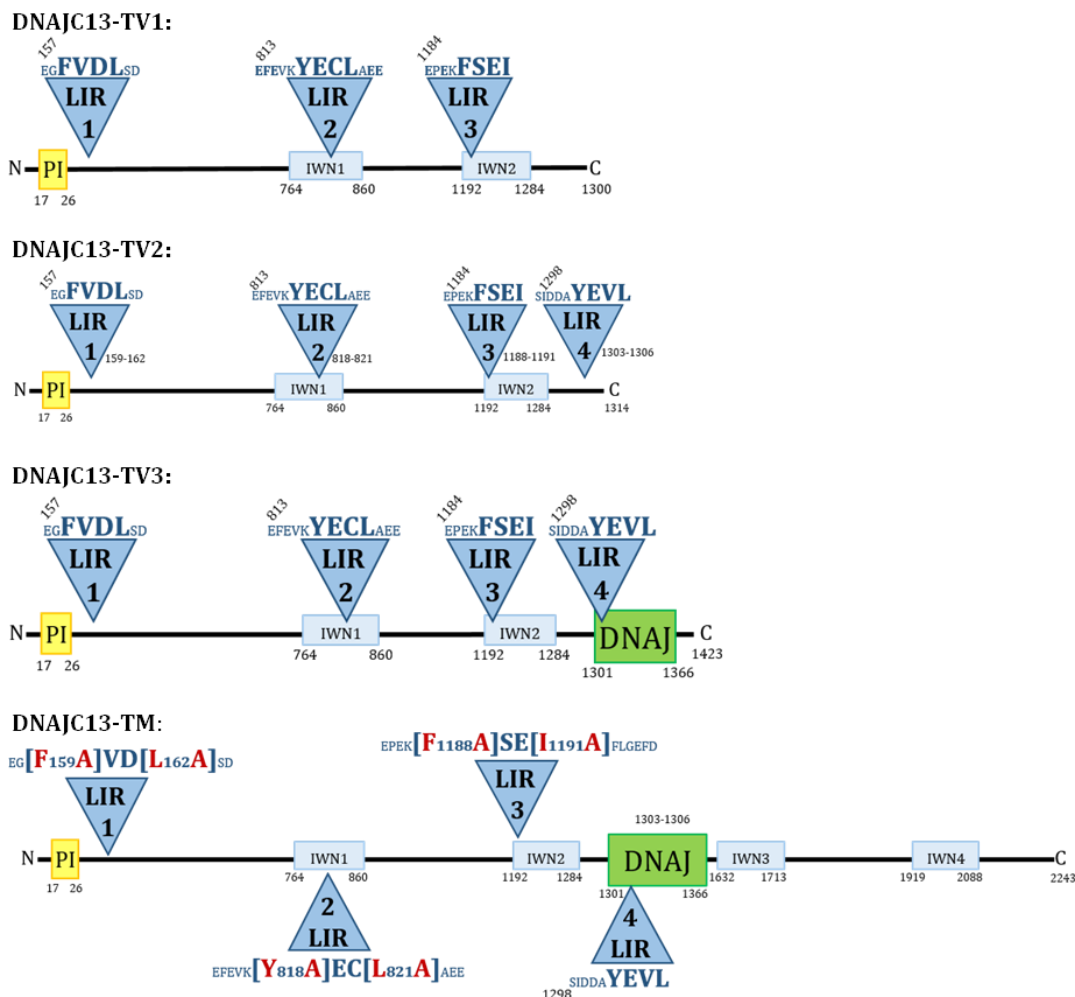 DNAJC13-TV1:
157 813 1184
EGFVDLSD EFEVKYECLAEE EPEKFSEI
LIR LIR LIR
1 2 3
N PI IWN1 IWN2 C
17 26 764 860 1192 1284 1300
DNAJC13-TV2:
157 813 1184 1298
EGFVDLSD EFEVKYECLAEE EPEKFSEI SIDDAYEVL
LIR LIR LIR LIR
1 159-162 2 818-821 3 1188-1191 4 1303-1306
N PI IWN1 IWN2 C
17 26 764 860 1192 1284 1314
DNAJC13-TV3:
157 813 1184 1298
EGFVDLSD EFEVKYECLAEE EPEKFSEI SIDDAYEVL
LIR LIR LIR LIR
1 2 3 4
N PI IWN1 IWN2 DNAJ C
17 26 764 860 1192 1284 1301 1366 1423
DNAJC13-TM:
EPEK[F1188A]SE[I1191A]FLGEFD
EG[F159A]VD[L162A]SD
LIR LIR
1 3
1303-1306
N PI IWN1 IWN2 DNAJ IWN3 IWN4 C
17 26 764 860 1192 1284 1301 1366 1632 1713 1919 2088 2243
2 4
LIR LIR
EFEVK[Y818A]EC[L821A]AEE SIDDAYEVL
1298